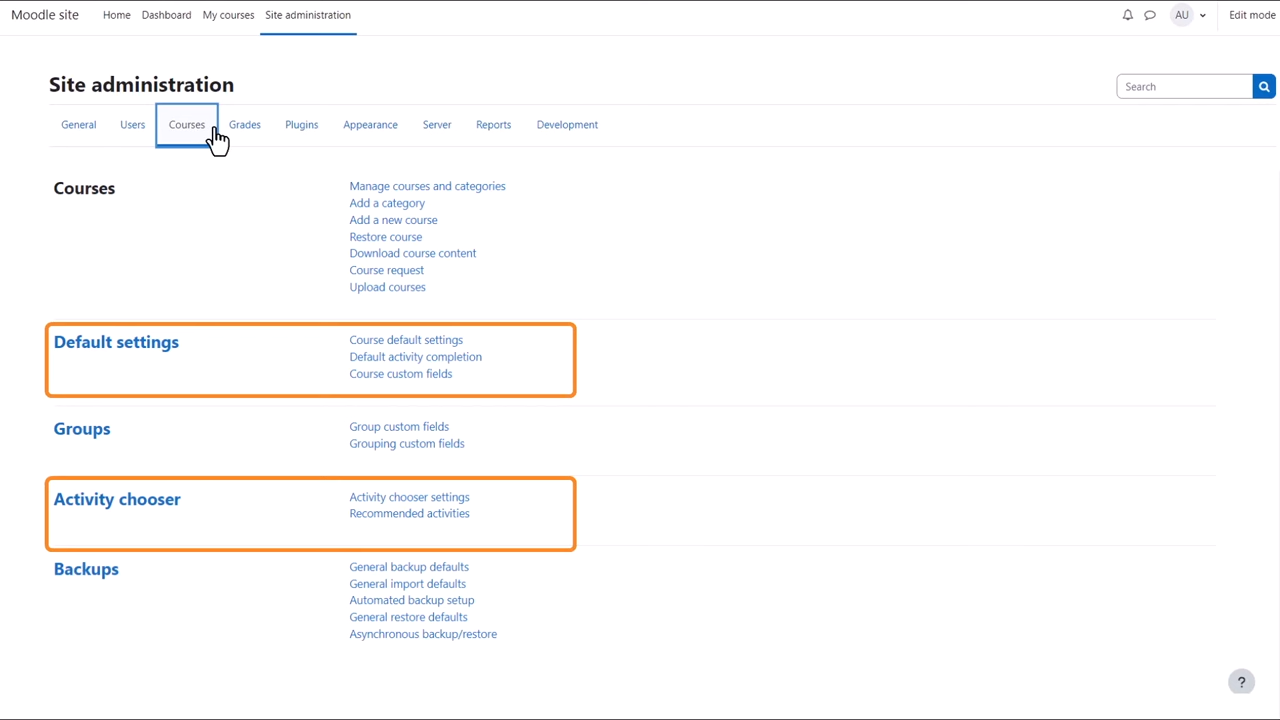 Moodle site Home Dashboard My courses Site administration AU Edit mode
Site administration
Search
General Users Courses Grades Plugins Appearance Server Reports Development
Courses
Manage courses and categories
Add a category
Add a new course
Restore course
Download course content
Course request
Upload courses
Default settings
Course default settings
Default activity completion
Course custom fields
Groups
Group custom fields
Grouping custom fields
Activity chooser
Activity chooser settings
Recommended activities
Backups
General backup defaults
General import defaults
Automated backup setup
General restore defaults
Asynchronous backup/restore
?